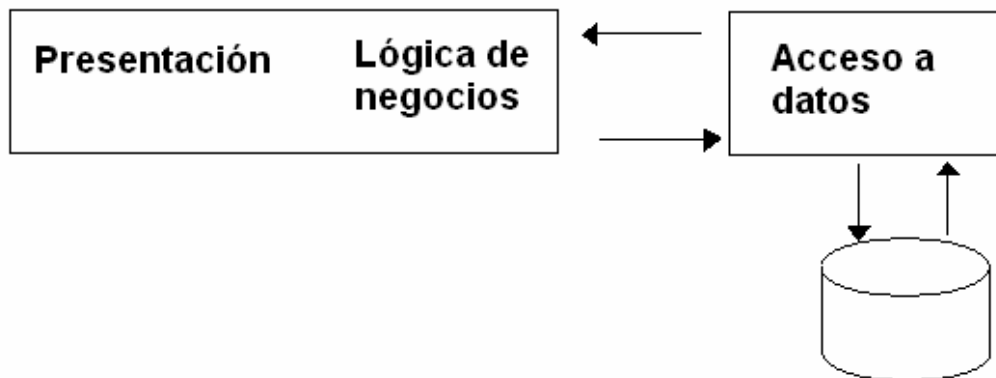 Presentación
Lógica de
negocios
Acceso a
datos